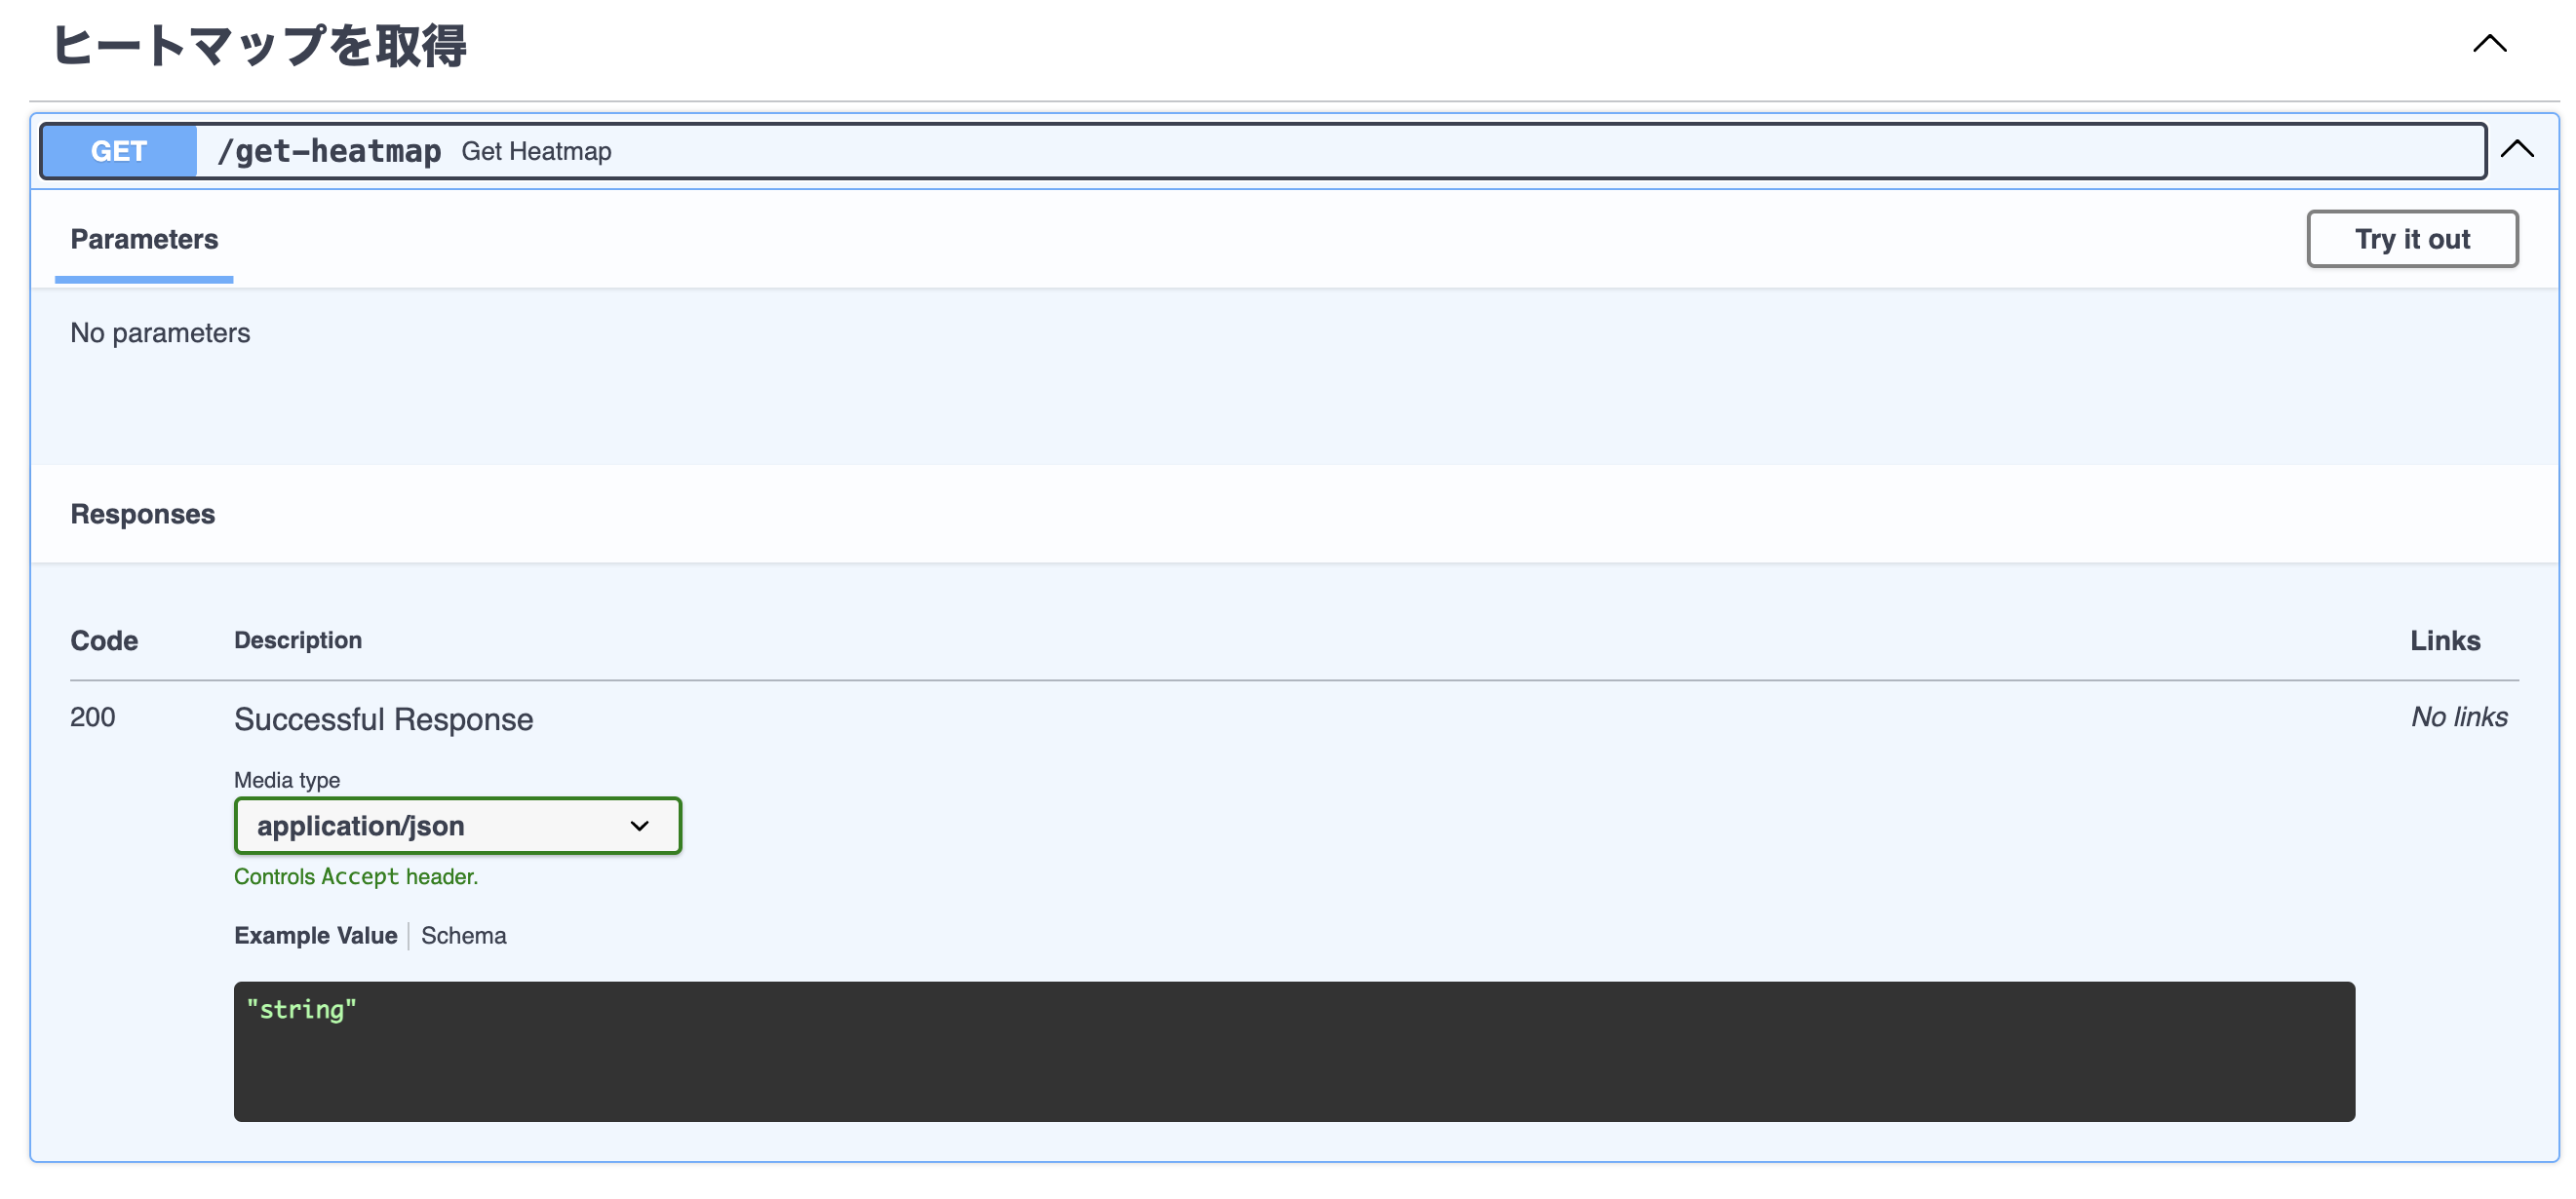 ヒートマップを取得
GET /get-heatmap Get Heatmap
Parameters
Try it out
No parameters
Responses
Code Description Links
200 Successful Response No links
Media type
application/json
Controls Accept header.
Example Value Schema
"string"